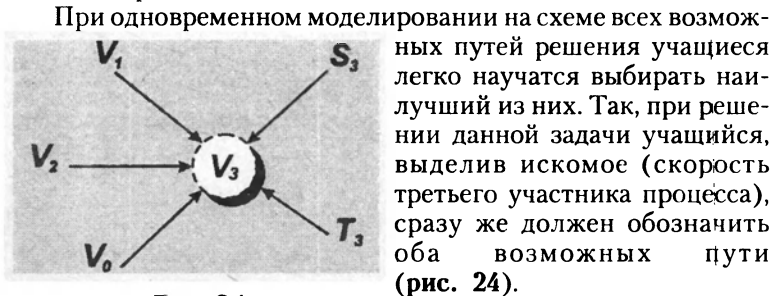 При одновременном моделировании на схеме всех возмож-
ных путей решения учащиеся
легко научатся выбирать наи-
лучший из них. Так, при реше-
нии данной задачи учащийся,
выделив искомое (скорость
третьего участника процесса),
сразу же должен обозначить
оба возможных пути
(рис. 24).
V₁
S₃
V₂
V₃
V₀
T₃